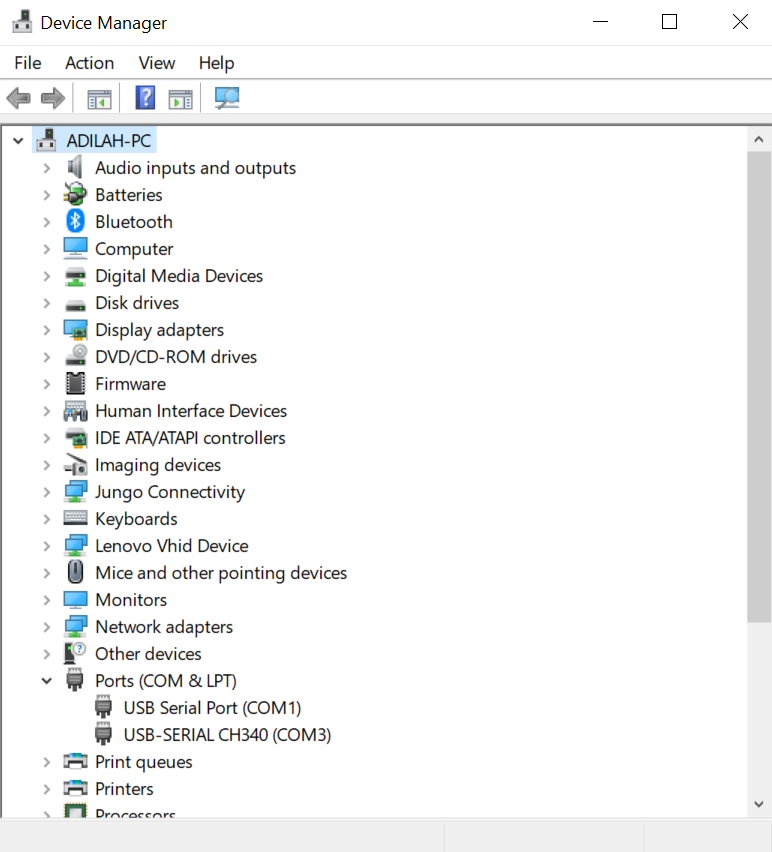 Device Manager
File Action View Help
ADILAH-PC
Audio inputs and outputs
Batteries
Bluetooth
Computer
Digital Media Devices
Disk drives
Display adapters
DVD/CD-ROM drives
Firmware
Human Interface Devices
IDE ATA/ATAPI controllers
Imaging devices
Jungo Connectivity
Keyboards
Lenovo Vhid Device
Mice and other pointing devices
Monitors
Network adapters
Other devices
Ports (COM & LPT)
USB Serial Port (COM1)
USB-SERIAL CH340 (COM3)
Print queues
Printers
Processors